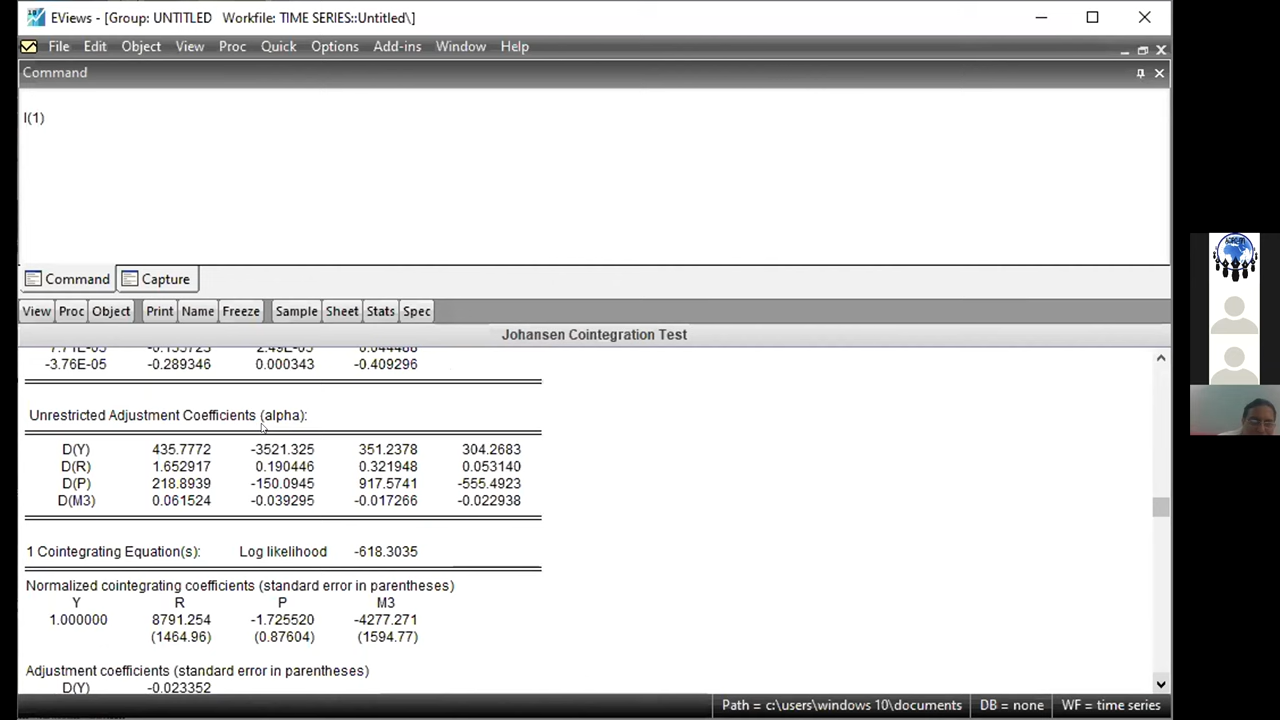 EViews - [Group: UNTITLED Workfile: TIME SERIES::Untitled\]
File Edit Object View Proc Quick Options Add-ins Window Help
Command
I(1)
Command Capture
View Proc Object Print Name Freeze Sample Sheet Stats Spec
Johansen Cointegration Test
-3.76E-05 -0.289346 0.000343 -0.409296
Unrestricted Adjustment Coefficients (alpha):
D(Y) 435.7772 -3521.325 351.2378 304.2683
D(R) 1.652917 0.190446 0.321948 0.053140
D(P) 218.8939 -150.0945 917.5741 -555.4923
D(M3) 0.061524 -0.039295 -0.017266 -0.022938
1 Cointegrating Equation(s): Log likelihood -618.3035
Normalized cointegrating coefficients (standard error in parentheses)
Y R P M3
1.000000 8791.254 -1.725520 -4277.271
(1464.96) (0.87604) (1594.77)
Adjustment coefficients (standard error in parentheses)
D(Y) -0.023352
Path = c:\users\windows 10\documents DB = none WF = time series